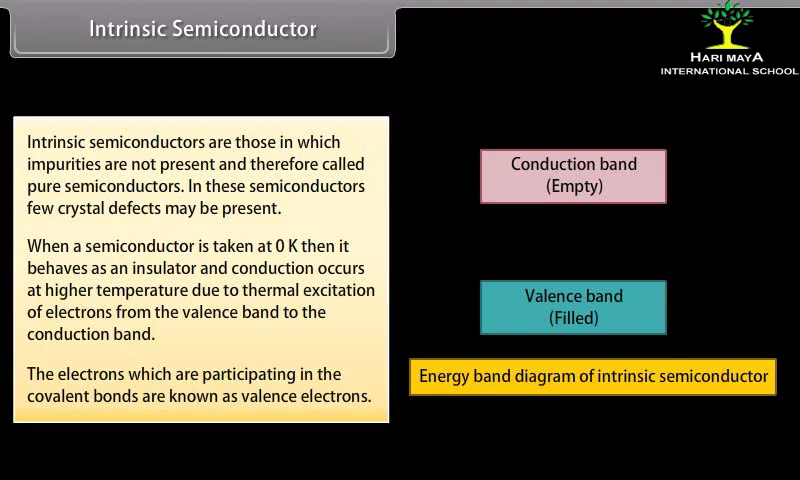 Intrinsic Semiconductor
HARI MAYA
INTERNATIONAL SCHOOL
Intrinsic semiconductors are those in which
impurities are not present and therefore called
pure semiconductors. In these semiconductors
few crystal defects may be present.
When a semiconductor is taken at 0 K then it
behaves as an insulator and conduction occurs
at higher temperature due to thermal excitation
of electrons from the valence band to the
conduction band.
The electrons which are participating in the
covalent bonds are known as valence electrons.
Conduction band
(Empty)
Valence band
(Filled)
Energy band diagram of intrinsic semiconductor